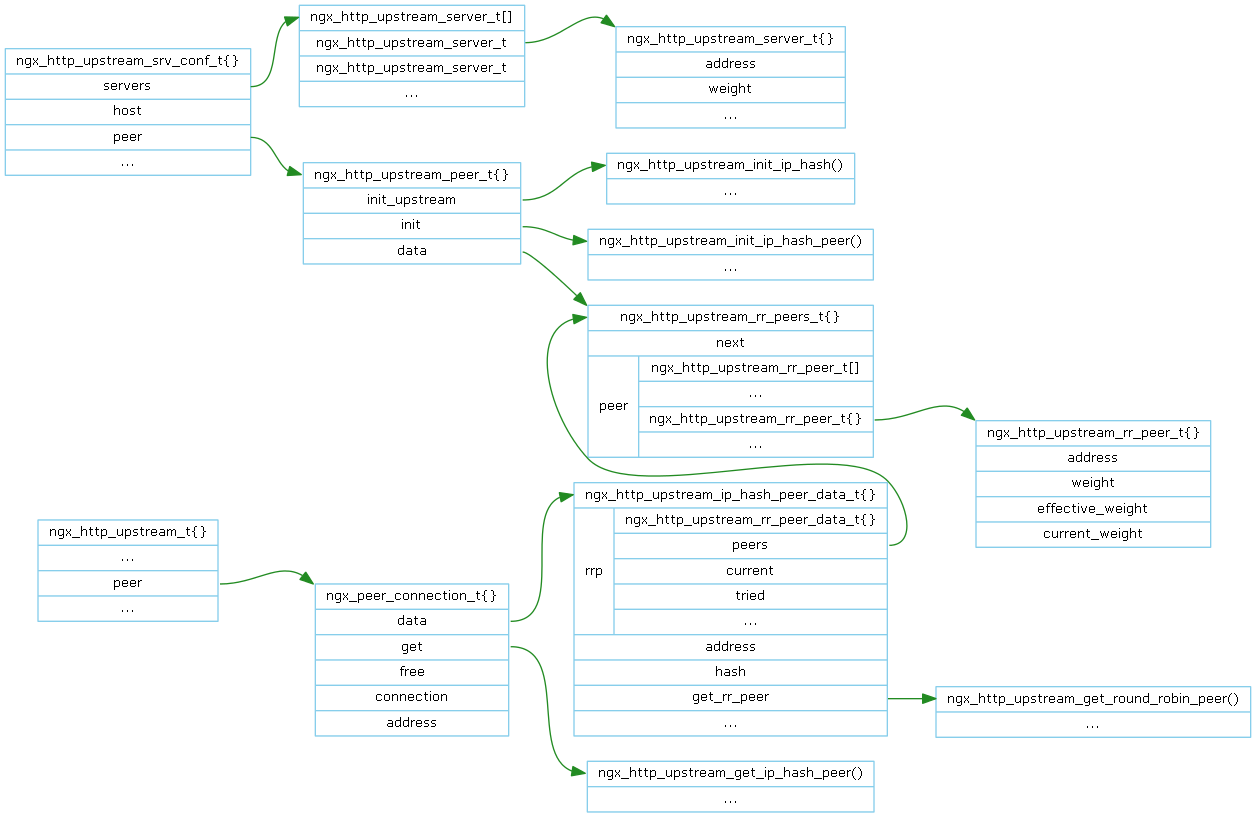 ngx_http_upstream_srv_conf_t{}
servers
host
peer
...
ngx_http_upstream_server_t[]
ngx_http_upstream_server_t
ngx_http_upstream_server_t
...
ngx_http_upstream_server_t{}
address
weight
...
ngx_http_upstream_peer_t{}
init_upstream
init
data
ngx_http_upstream_init_ip_hash()
...
ngx_http_upstream_init_ip_hash_peer()
...
ngx_http_upstream_rr_peers_t{}
next
peer
ngx_http_upstream_rr_peer_t[]
...
ngx_http_upstream_rr_peer_t{}
...
ngx_http_upstream_rr_peer_t{}
address
weight
effective_weight
current_weight
ngx_http_upstream_t{}
...
peer
...
ngx_peer_connection_t{}
data
get
free
connection
address
ngx_http_upstream_ip_hash_peer_data_t{}
rrp
ngx_http_upstream_rr_peer_data_t{}
peers
current
tried
...
address
hash
get_rr_peer
...
ngx_http_upstream_get_round_robin_peer()
...
ngx_http_upstream_get_ip_hash_peer()
...